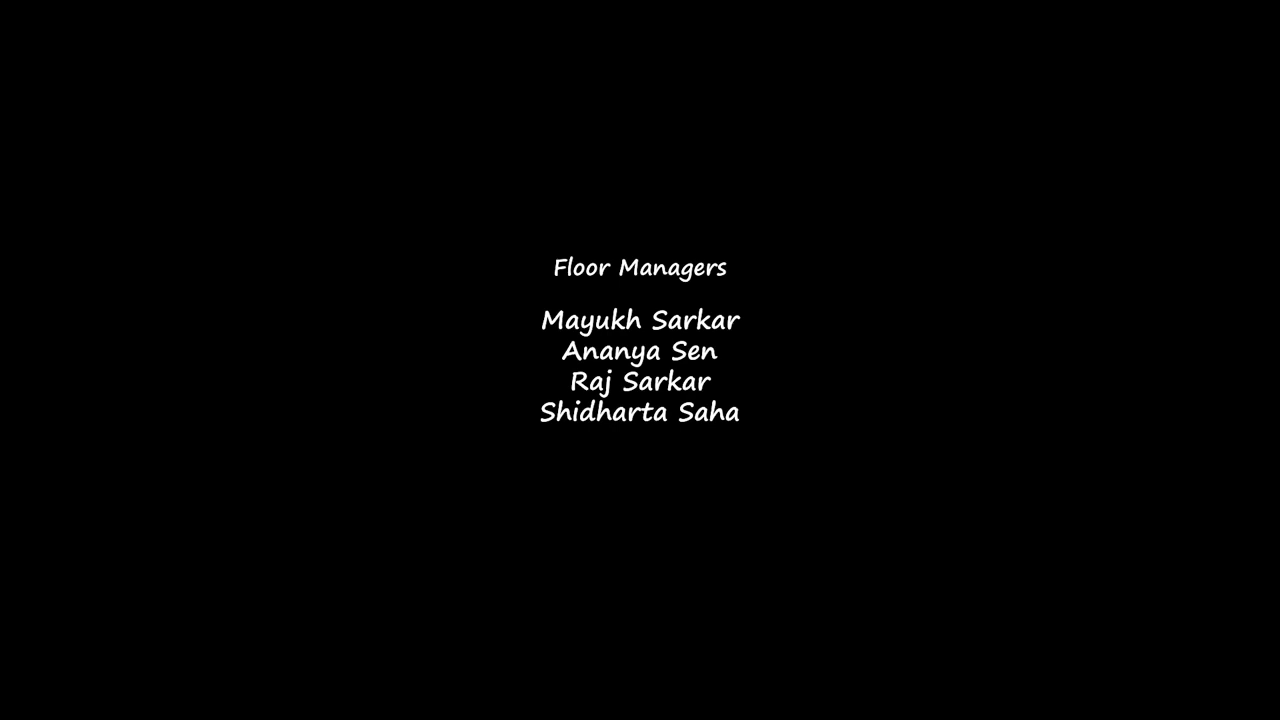 Floor Managers
Mayukh Sarkar
Ananya Sen
Raj Sarkar
Shidharta Saha